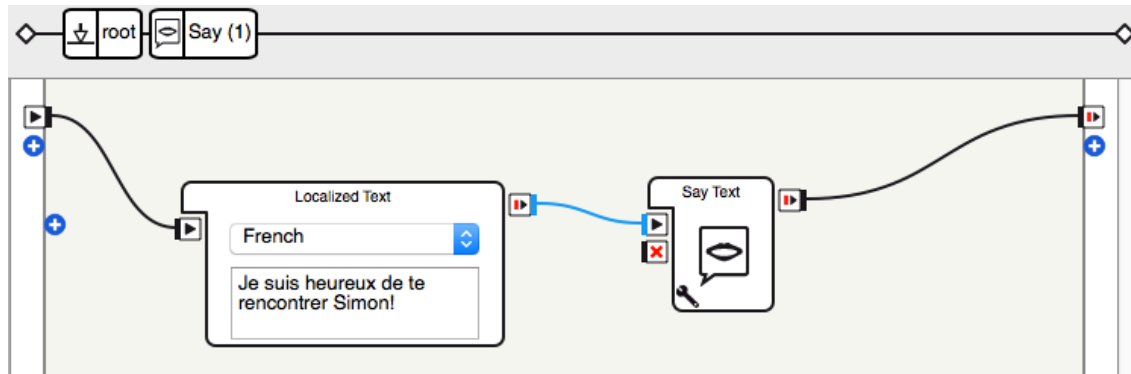 root
Say (1)
Localized Text
French
Je suis heureux de te
rencontrer Simon!
Say Text